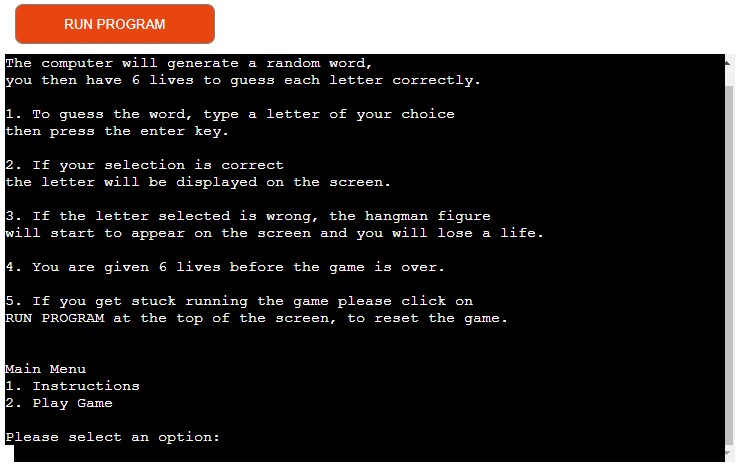 RUN PROGRAM
The computer will generate a random word,
you then have 6 lives to guess each letter correctly.
1. To guess the word, type a letter of your choice
then press the enter key.
2. If your selection is correct
the letter will be displayed on the screen.
3. If the letter selected is wrong, the hangman figure
will start to appear on the screen and you will lose a life.
4. You are given 6 lives before the game is over.
5. If you get stuck running the game please click on
RUN PROGRAM at the top of the screen, to reset the game.
Main Menu
1. Instructions
2. Play Game
Please select an option: